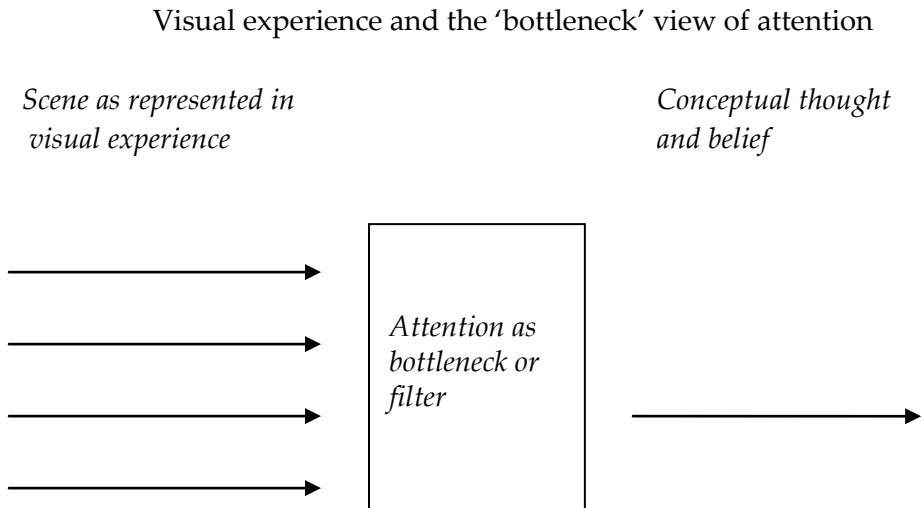 Visual experience and the ‘bottleneck’ view of attention
Scene as represented in
visual experience
Conceptual thought
and belief
Attention as
bottleneck or
filter